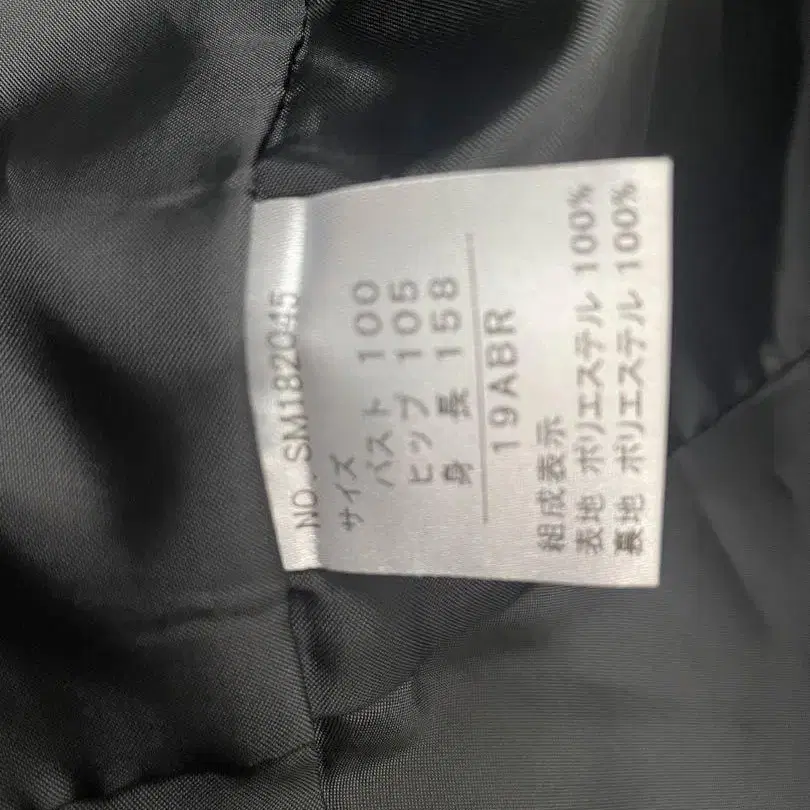 NO. SM182045
サイズ
バスト 100
ヒップ 105
身 長 158
19ABR
組成表示
表地 ポリエステル 100%
裏地 ポリエステル 100%